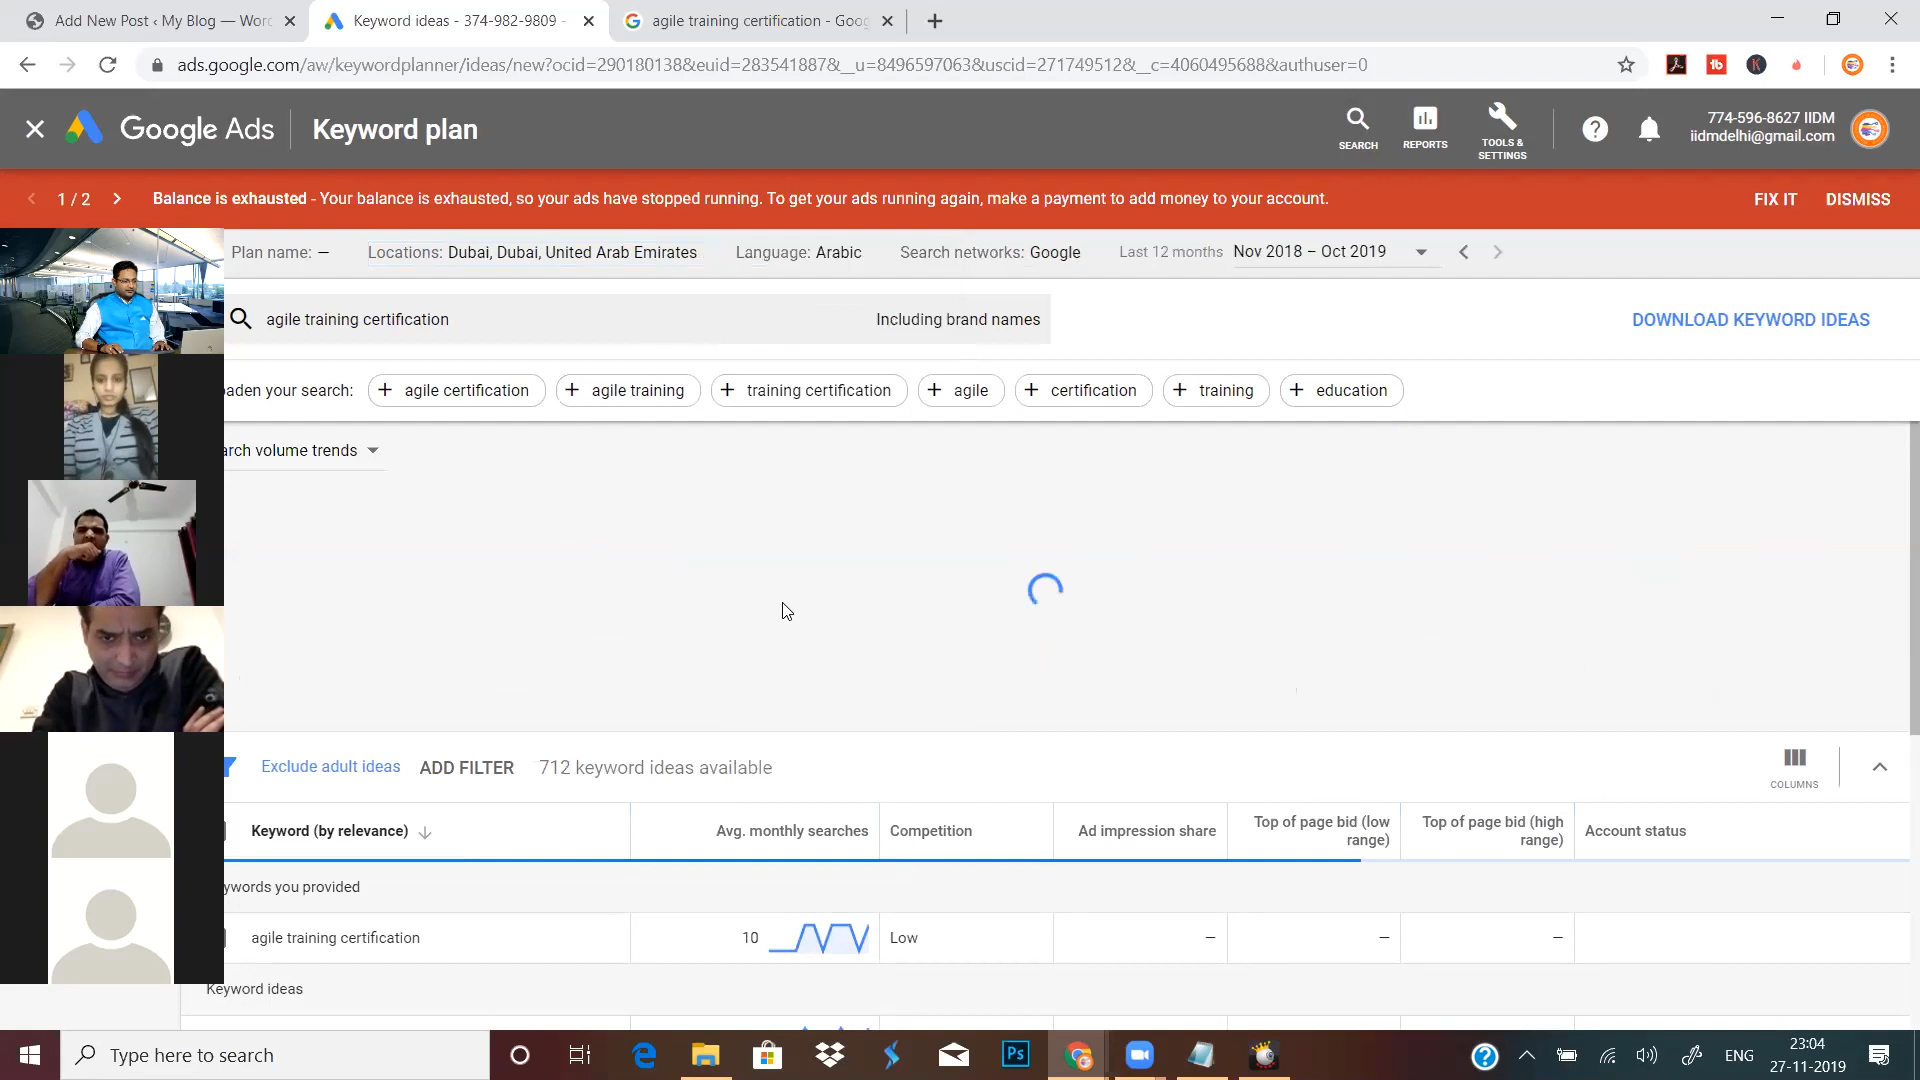 Add New Post ‹ My Blog — Word
Keyword ideas - 374-982-9809 -
agile training certification - Goog
ads.google.com/aw/keywordplanner/ideas/new?ocid=290180138&euid=283541887&__u=8496597063&uscid=271749512&__c=4060495688&authuser=0
Google Ads
Keyword plan
SEARCH
REPORTS
TOOLS &
SETTINGS
774-596-8627 IIDM
iidmdelhi@gmail.com
1 / 2
Balance is exhausted - Your balance is exhausted, so your ads have stopped running. To get your ads running again, make a payment to add money to your account.
FIX IT
DISMISS
Plan name: –
Locations: Dubai, Dubai, United Arab Emirates
Language: Arabic
Search networks: Google
Last 12 months
Nov 2018 – Oct 2019
agile training certification
Including brand names
DOWNLOAD KEYWORD IDEAS
aden your search:
+ agile certification
+ agile training
+ training certification
+ agile
+ certification
+ training
+ education
arch volume trends
Exclude adult ideas
ADD FILTER
712 keyword ideas available
COLUMNS
Keyword (by relevance)
Avg. monthly searches
Competition
Ad impression share
Top of page bid (low
range)
Top of page bid (high
range)
Account status
ywords you provided
agile training certification
10
Low
–
–
–
Keyword ideas
Type here to search
Ps
ENG
23:04
27-11-2019